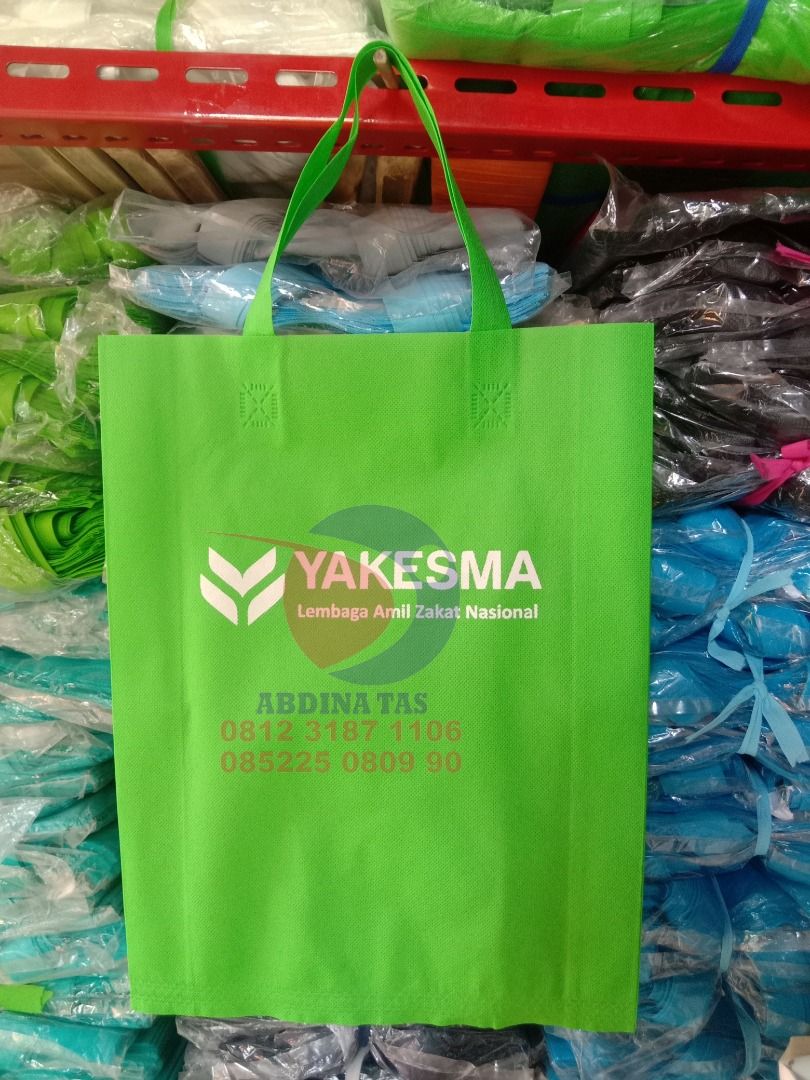 YAKESMA
Lembaga Amil Zakat Nasional
ABDINA TAS
0812 3187 1106
085225 0809 90